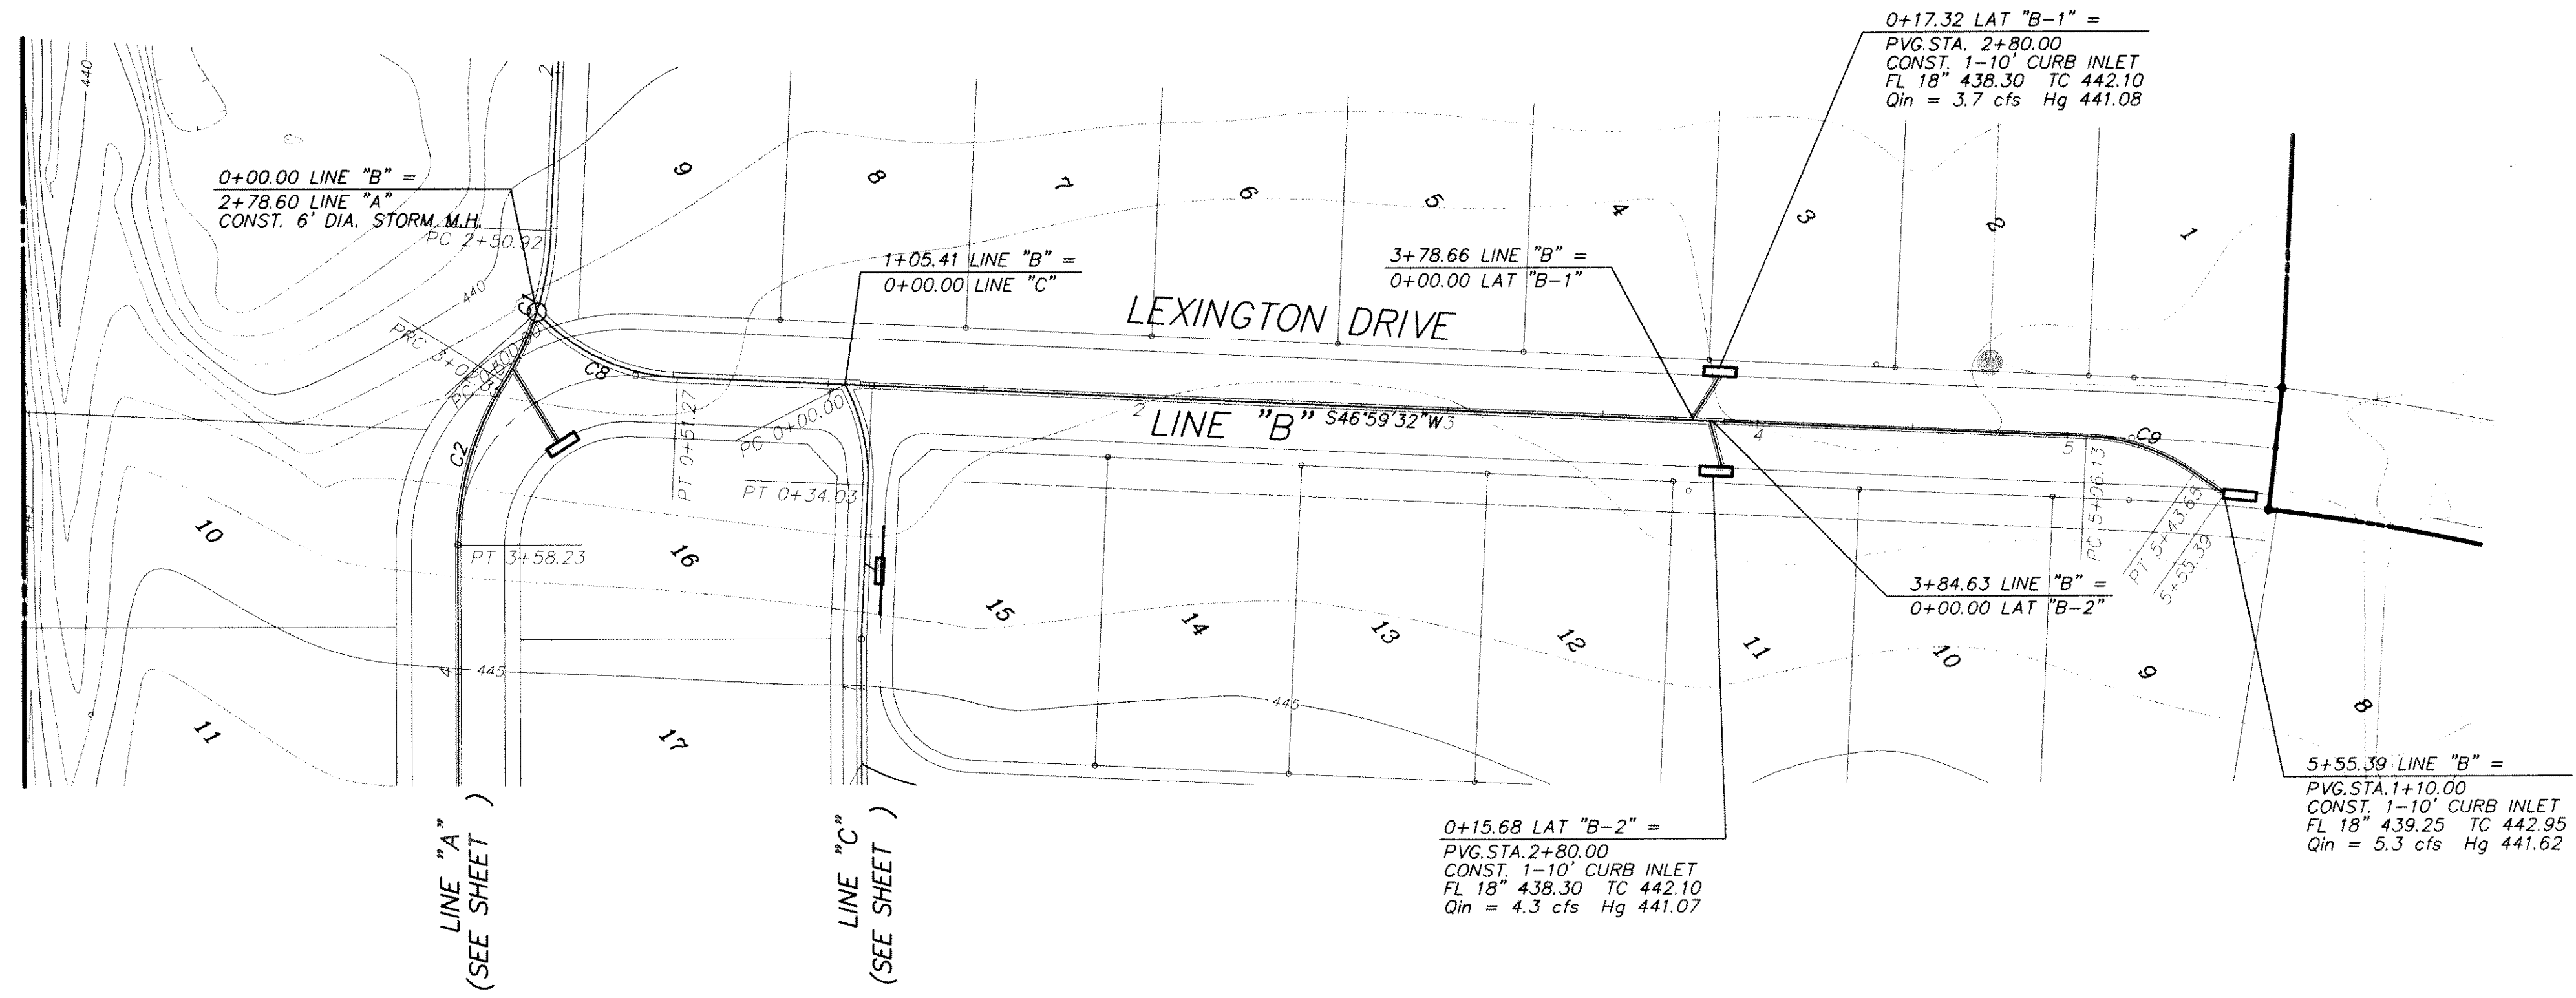 0+17.32 LAT "B-1" =
PVG.STA. 2+80.00
CONST. 1-10' CURB INLET
FL 18" 438.30 TC 442.10
Qin = 3.7 cfs Hg 441.08
440
2
0+00.00 LINE "B" =
2+78.60 LINE "A"
CONST. 6' DIA. STORM M.H.
PC 2+50.92
9
8
7
6
5
4
3
2
1
1+05.41 LINE "B" =
0+00.00 LINE "C"
3+78.66 LINE "B" =
0+00.00 LAT "B-1"
440
LEXINGTON DRIVE
C8
C2
PT 0+51.27
PC 0+00.00
PT 0+34.03
2
LINE "B" S46°59'32"W
3
4
5
C9
PC 5+06.13
PT 5+43.65
5+55.39
445
10
PT 3+58.23
16
15
14
13
12
11
10
9
8
3+84.63 LINE "B" =
0+00.00 LAT "B-2"
4
445
445
11
17
5+55.39 LINE "B" =
PVG.STA.1+10.00
CONST. 1-10' CURB INLET
FL 18" 439.25 TC 442.95
Qin = 5.3 cfs Hg 441.62
0+15.68 LAT "B-2" =
PVG.STA.2+80.00
CONST. 1-10' CURB INLET
FL 18" 438.30 TC 442.10
Qin = 4.3 cfs Hg 441.07
LINE "A"
(SEE SHEET )
LINE "C"
(SEE SHEET )